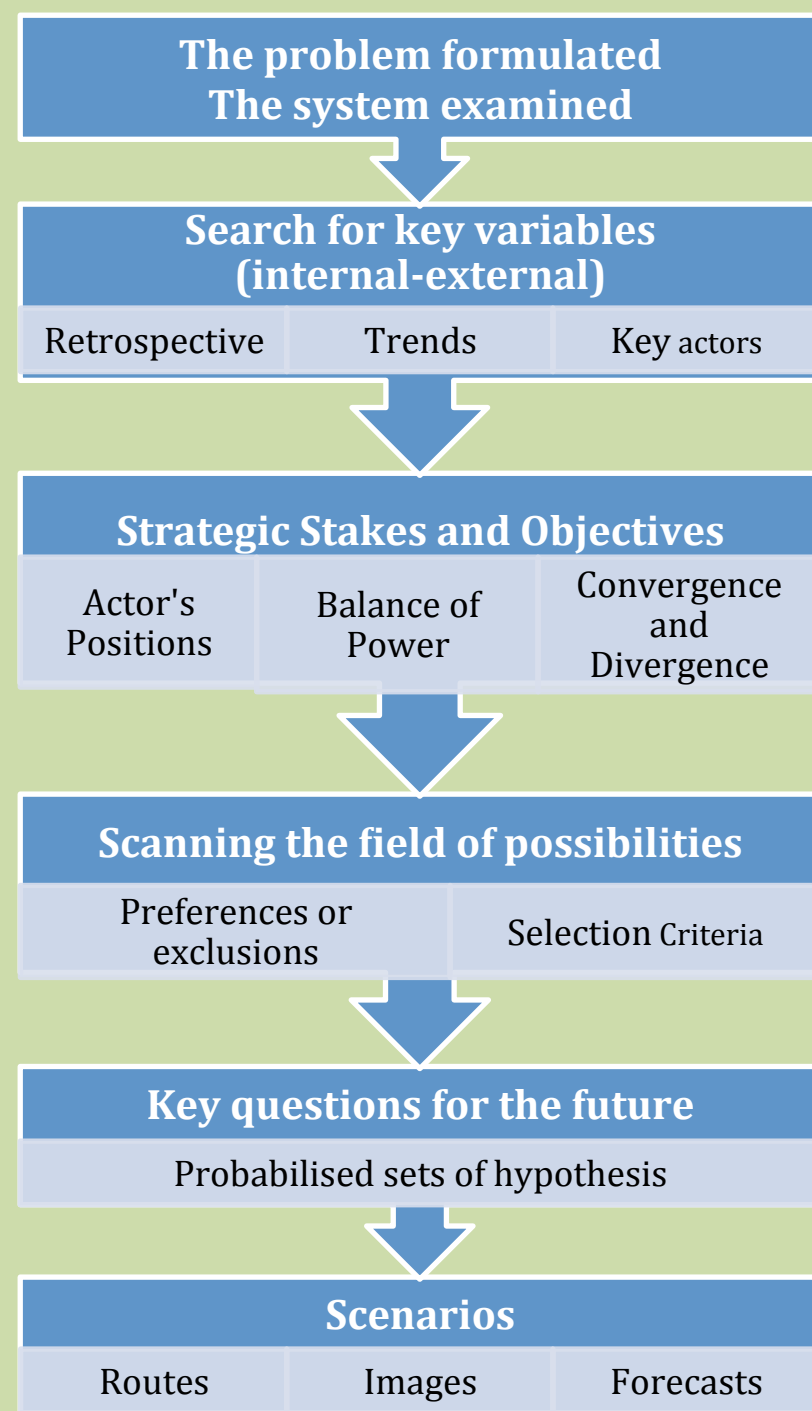 The problem formulated
The system examined
Search for key variables
(internal-external)
Retrospective
Trends
Key actors
Strategic Stakes and Objectives
Actor's
Positions
Balance of
Power
Convergence
and
Divergence
Scanning the field of possibilities
Preferences or
exclusions
Selection Criteria
Key questions for the future
Probabilised sets of hypothesis
Scenarios
Routes
Images
Forecasts